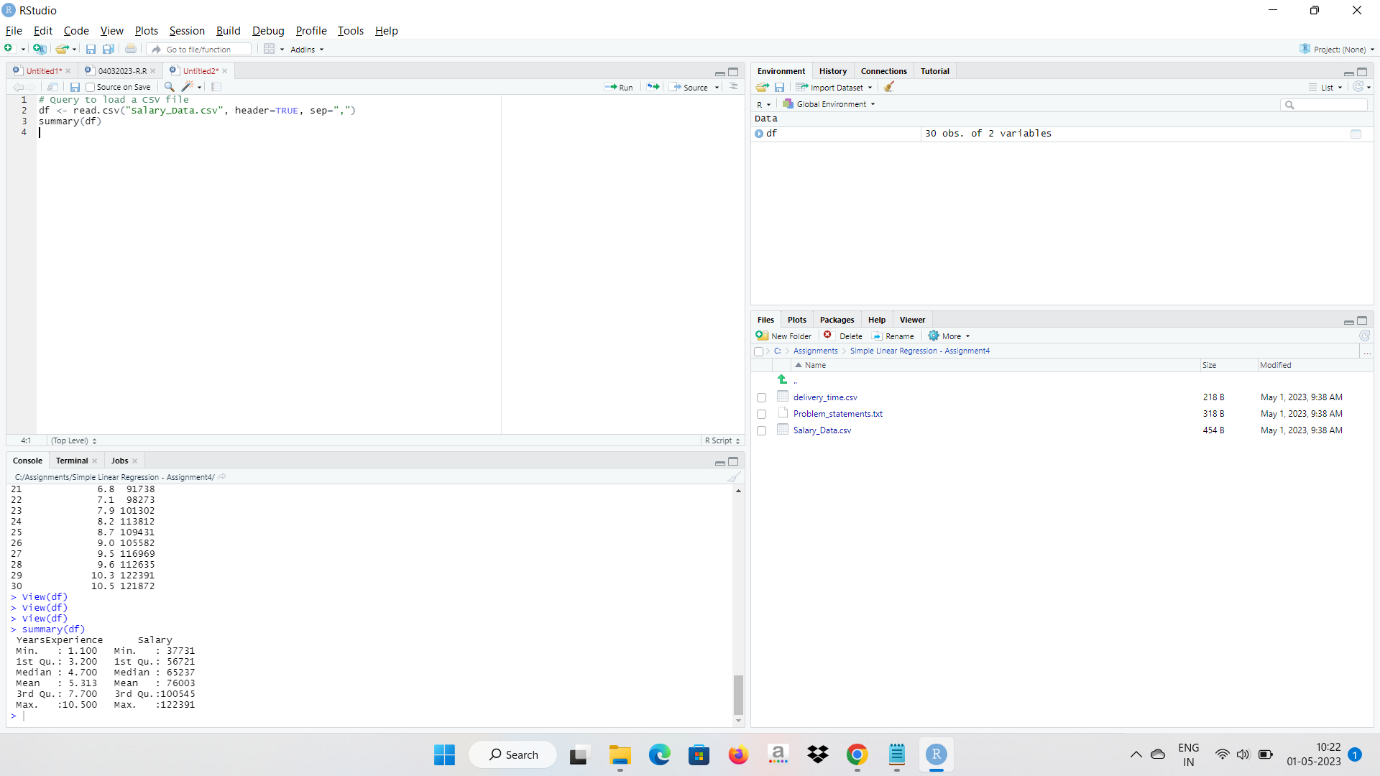 RStudio
File Edit Code View Plots Session Build Debug Profile Tools Help
Go to file/function Addins Project: (None)
Untitled1* 04032023-R.R Untitled2*
Source on Save Run Source
1 # Query to load a CSV file
2 df <- read.csv("Salary_Data.csv", header=TRUE, sep=",")
3 summary(df)
4
4:1 (Top Level) R Script
Console Terminal Jobs
C:/Assignments/Simple Linear Regression - Assignment4/
21 6.8 91738
22 7.1 98273
23 7.9 101302
24 8.2 113812
25 8.7 109431
26 9.0 105582
27 9.5 116969
28 9.6 112635
29 10.3 122391
30 10.5 121872
> View(df)
> View(df)
> View(df)
> summary(df)
YearsExperience Salary
Min. : 1.100 Min. : 37731
1st Qu.: 3.200 1st Qu.: 56721
Median : 4.700 Median : 65237
Mean : 5.313 Mean : 76003
3rd Qu.: 7.700 3rd Qu.:100545
Max. :10.500 Max. :122391
>
Environment History Connections Tutorial
Import Dataset List
R Global Environment
Data
df 30 obs. of 2 variables
Files Plots Packages Help Viewer
New Folder Delete Rename More
C: Assignments Simple Linear Regression - Assignment4 ...
Name Size Modified
..
delivery_time.csv 218 B May 1, 2023, 9:38 AM
Problem_statements.txt 318 B May 1, 2023, 9:38 AM
Salary_Data.csv 454 B May 1, 2023, 9:38 AM
Search
ENG
IN
10:22
01-05-2023
1